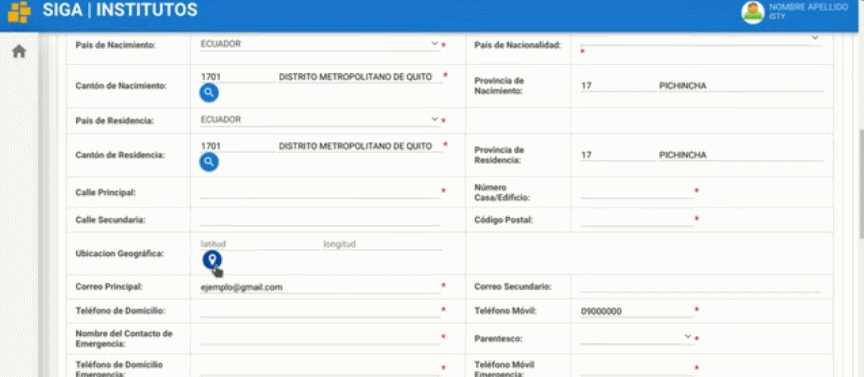 SIGA | INSTITUTOS
NOMBRE APELLIDO
ISTY
País de Nacimiento: ECUADOR * País de Nacionalidad: *
Cantón de Nacimiento: 1701 DISTRITO METROPOLITANO DE QUITO * Provincia de Nacimiento: 17 PICHINCHA
País de Residencia: ECUADOR *
Cantón de Residencia: 1701 DISTRITO METROPOLITANO DE QUITO * Provincia de Residencia: 17 PICHINCHA
Calle Principal: * Número Casa/Edificio: *
Calle Secundaria: Código Postal: *
Ubicacion Geográfica: latitud longitud
Correo Principal: ejemplo@gmail.com * Correo Secundario:
Teléfono de Domicilio: * Teléfono Móvil: 09000000 *
Nombre del Contacto de Emergencia: * Parentesco: *
Teléfono de Domicilio Emergencia: * Teléfono Móvil Emergencia: *